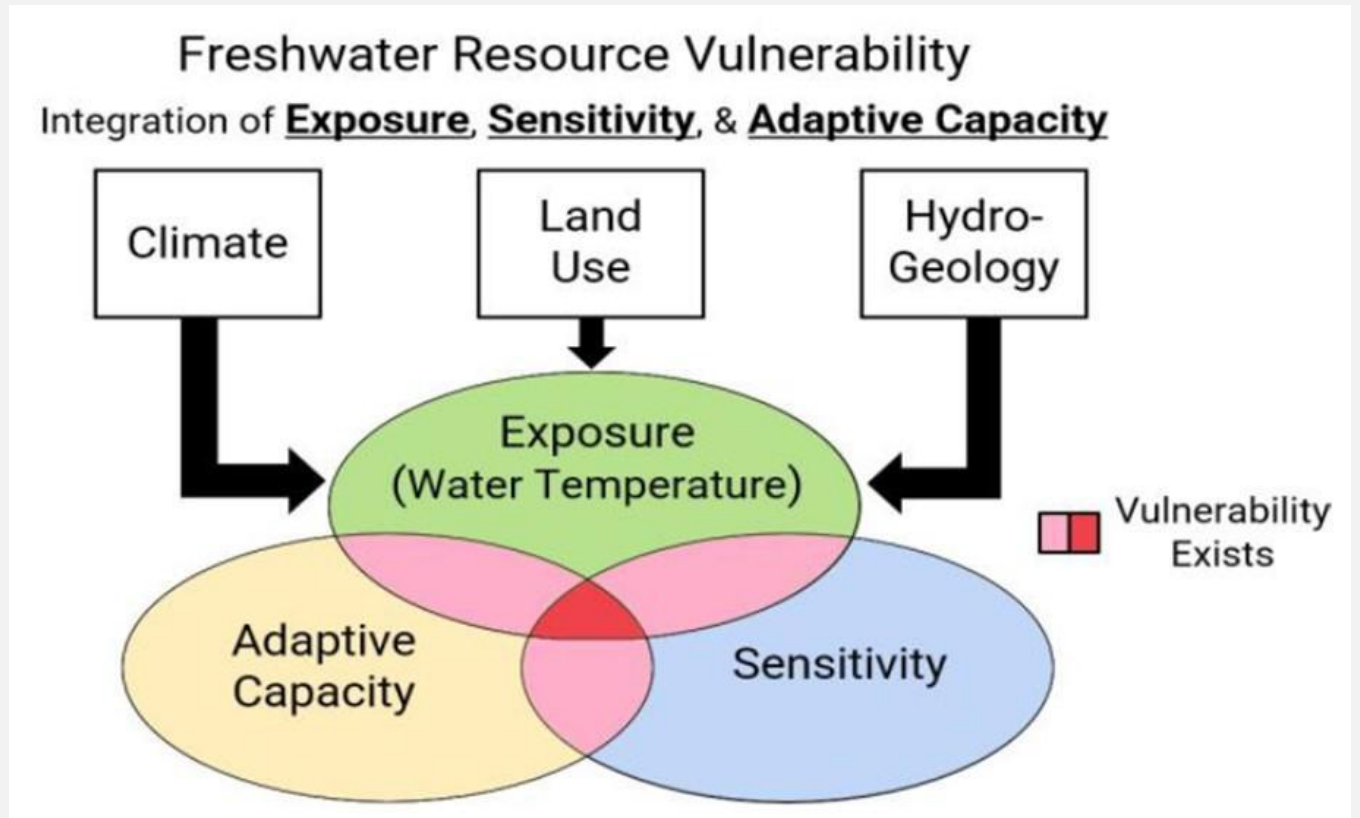 Freshwater Resource Vulnerability
Integration of Exposure, Sensitivity, & Adaptive Capacity
Climate
Land
Use
Hydro-
Geology
Exposure
(Water Temperature)
Vulnerability
Exists
Adaptive
Capacity
Sensitivity